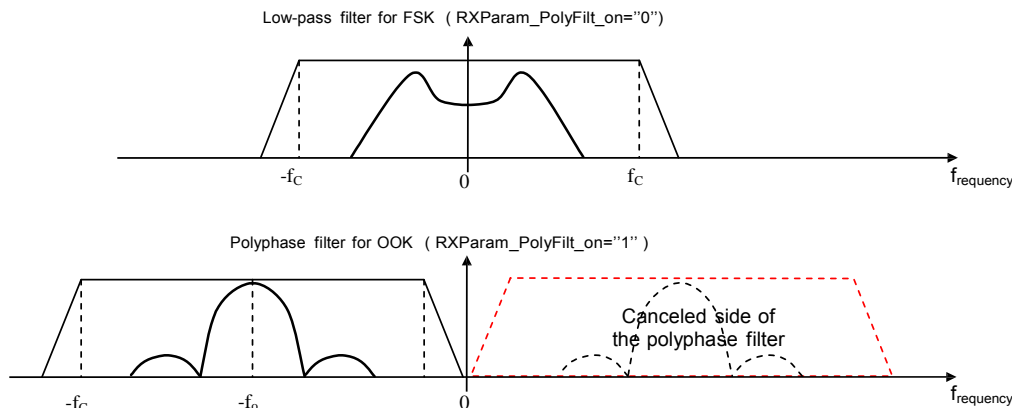 Low-pass filter for FSK ( RXParam_PolyFilt_on=''0'')
-fC
0
fC
frequency
Polyphase filter for OOK ( RXParam_PolyFilt_on=''1'' )
Canceled side of
the polyphase filter
-fC
-fo
0
frequency